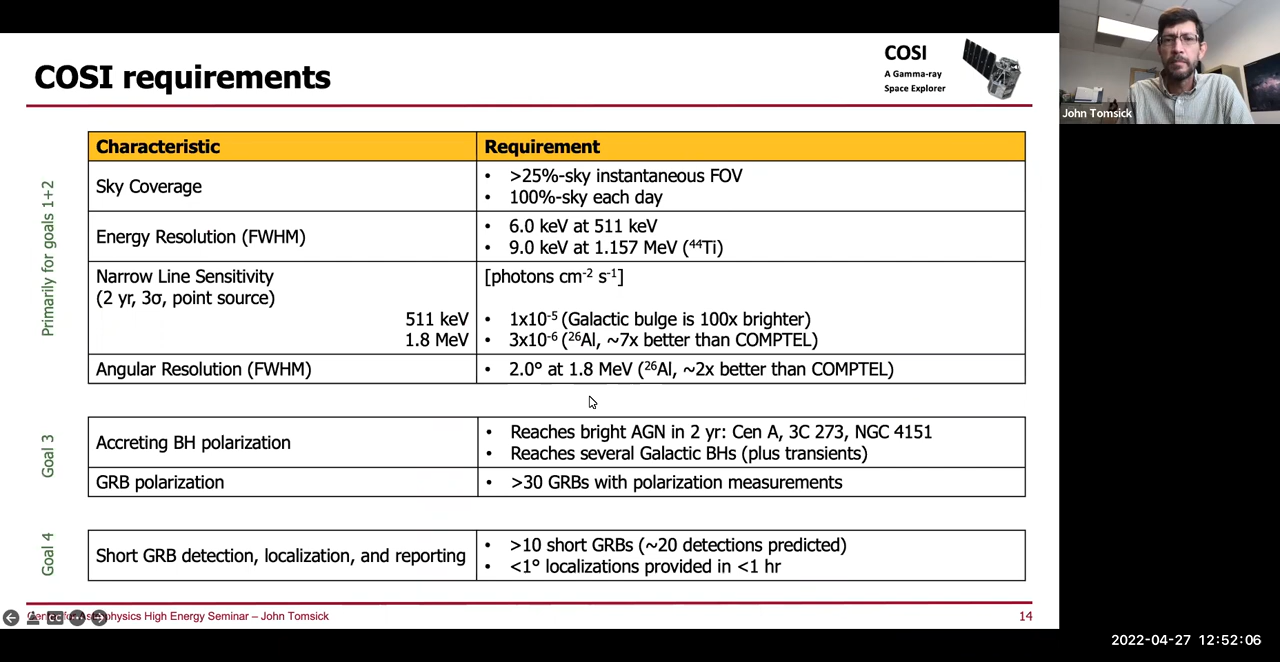 COSI requirements
COSI
A Gamma-ray
Space Explorer
John Tomsick
Primarily for goals 1+2
Characteristic
Requirement
Sky Coverage
• >25%-sky instantaneous FOV
• 100%-sky each day
Energy Resolution (FWHM)
• 6.0 keV at 511 keV
• 9.0 keV at 1.157 MeV (⁴⁴Ti)
Narrow Line Sensitivity
(2 yr, 3σ, point source)
[photons cm⁻² s⁻¹]
511 keV
• 1x10⁻⁵ (Galactic bulge is 100x brighter)
1.8 MeV
• 3x10⁻⁶ (²⁶Al, ~7x better than COMPTEL)
Angular Resolution (FWHM)
• 2.0° at 1.8 MeV (²⁶Al, ~2x better than COMPTEL)
Goal 3
Accreting BH polarization
• Reaches bright AGN in 2 yr: Cen A, 3C 273, NGC 4151
• Reaches several Galactic BHs (plus transients)
GRB polarization
• >30 GRBs with polarization measurements
Goal 4
Short GRB detection, localization, and reporting
• >10 short GRBs (~20 detections predicted)
• <1° localizations provided in <1 hr
High Energy Seminar – John Tomsick
14
2022-04-27 12:52:06